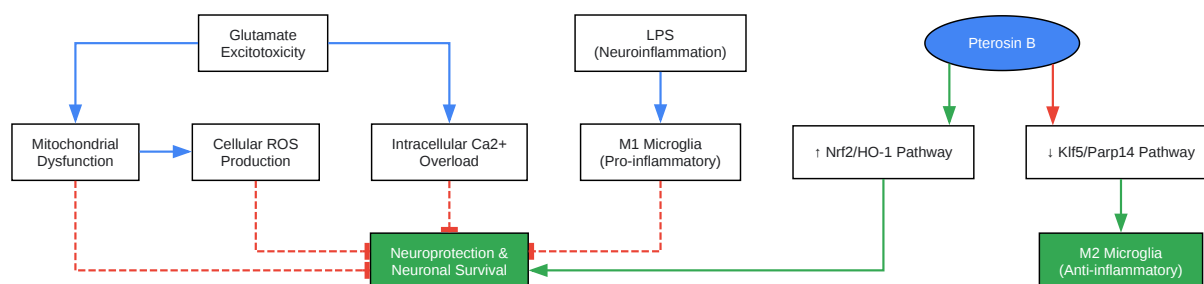 Glutamate
Excitotoxicity
LPS
(Neuroinflammation)
Pterosin B
Mitochondrial
Dysfunction
Cellular ROS
Production
Intracellular Ca2+
Overload
M1 Microglia
(Pro-inflammatory)
↑ Nrf2/HO-1 Pathway
↓ Klf5/Parp14 Pathway
Neuroprotection &
Neuronal Survival
M2 Microglia
(Anti-inflammatory)